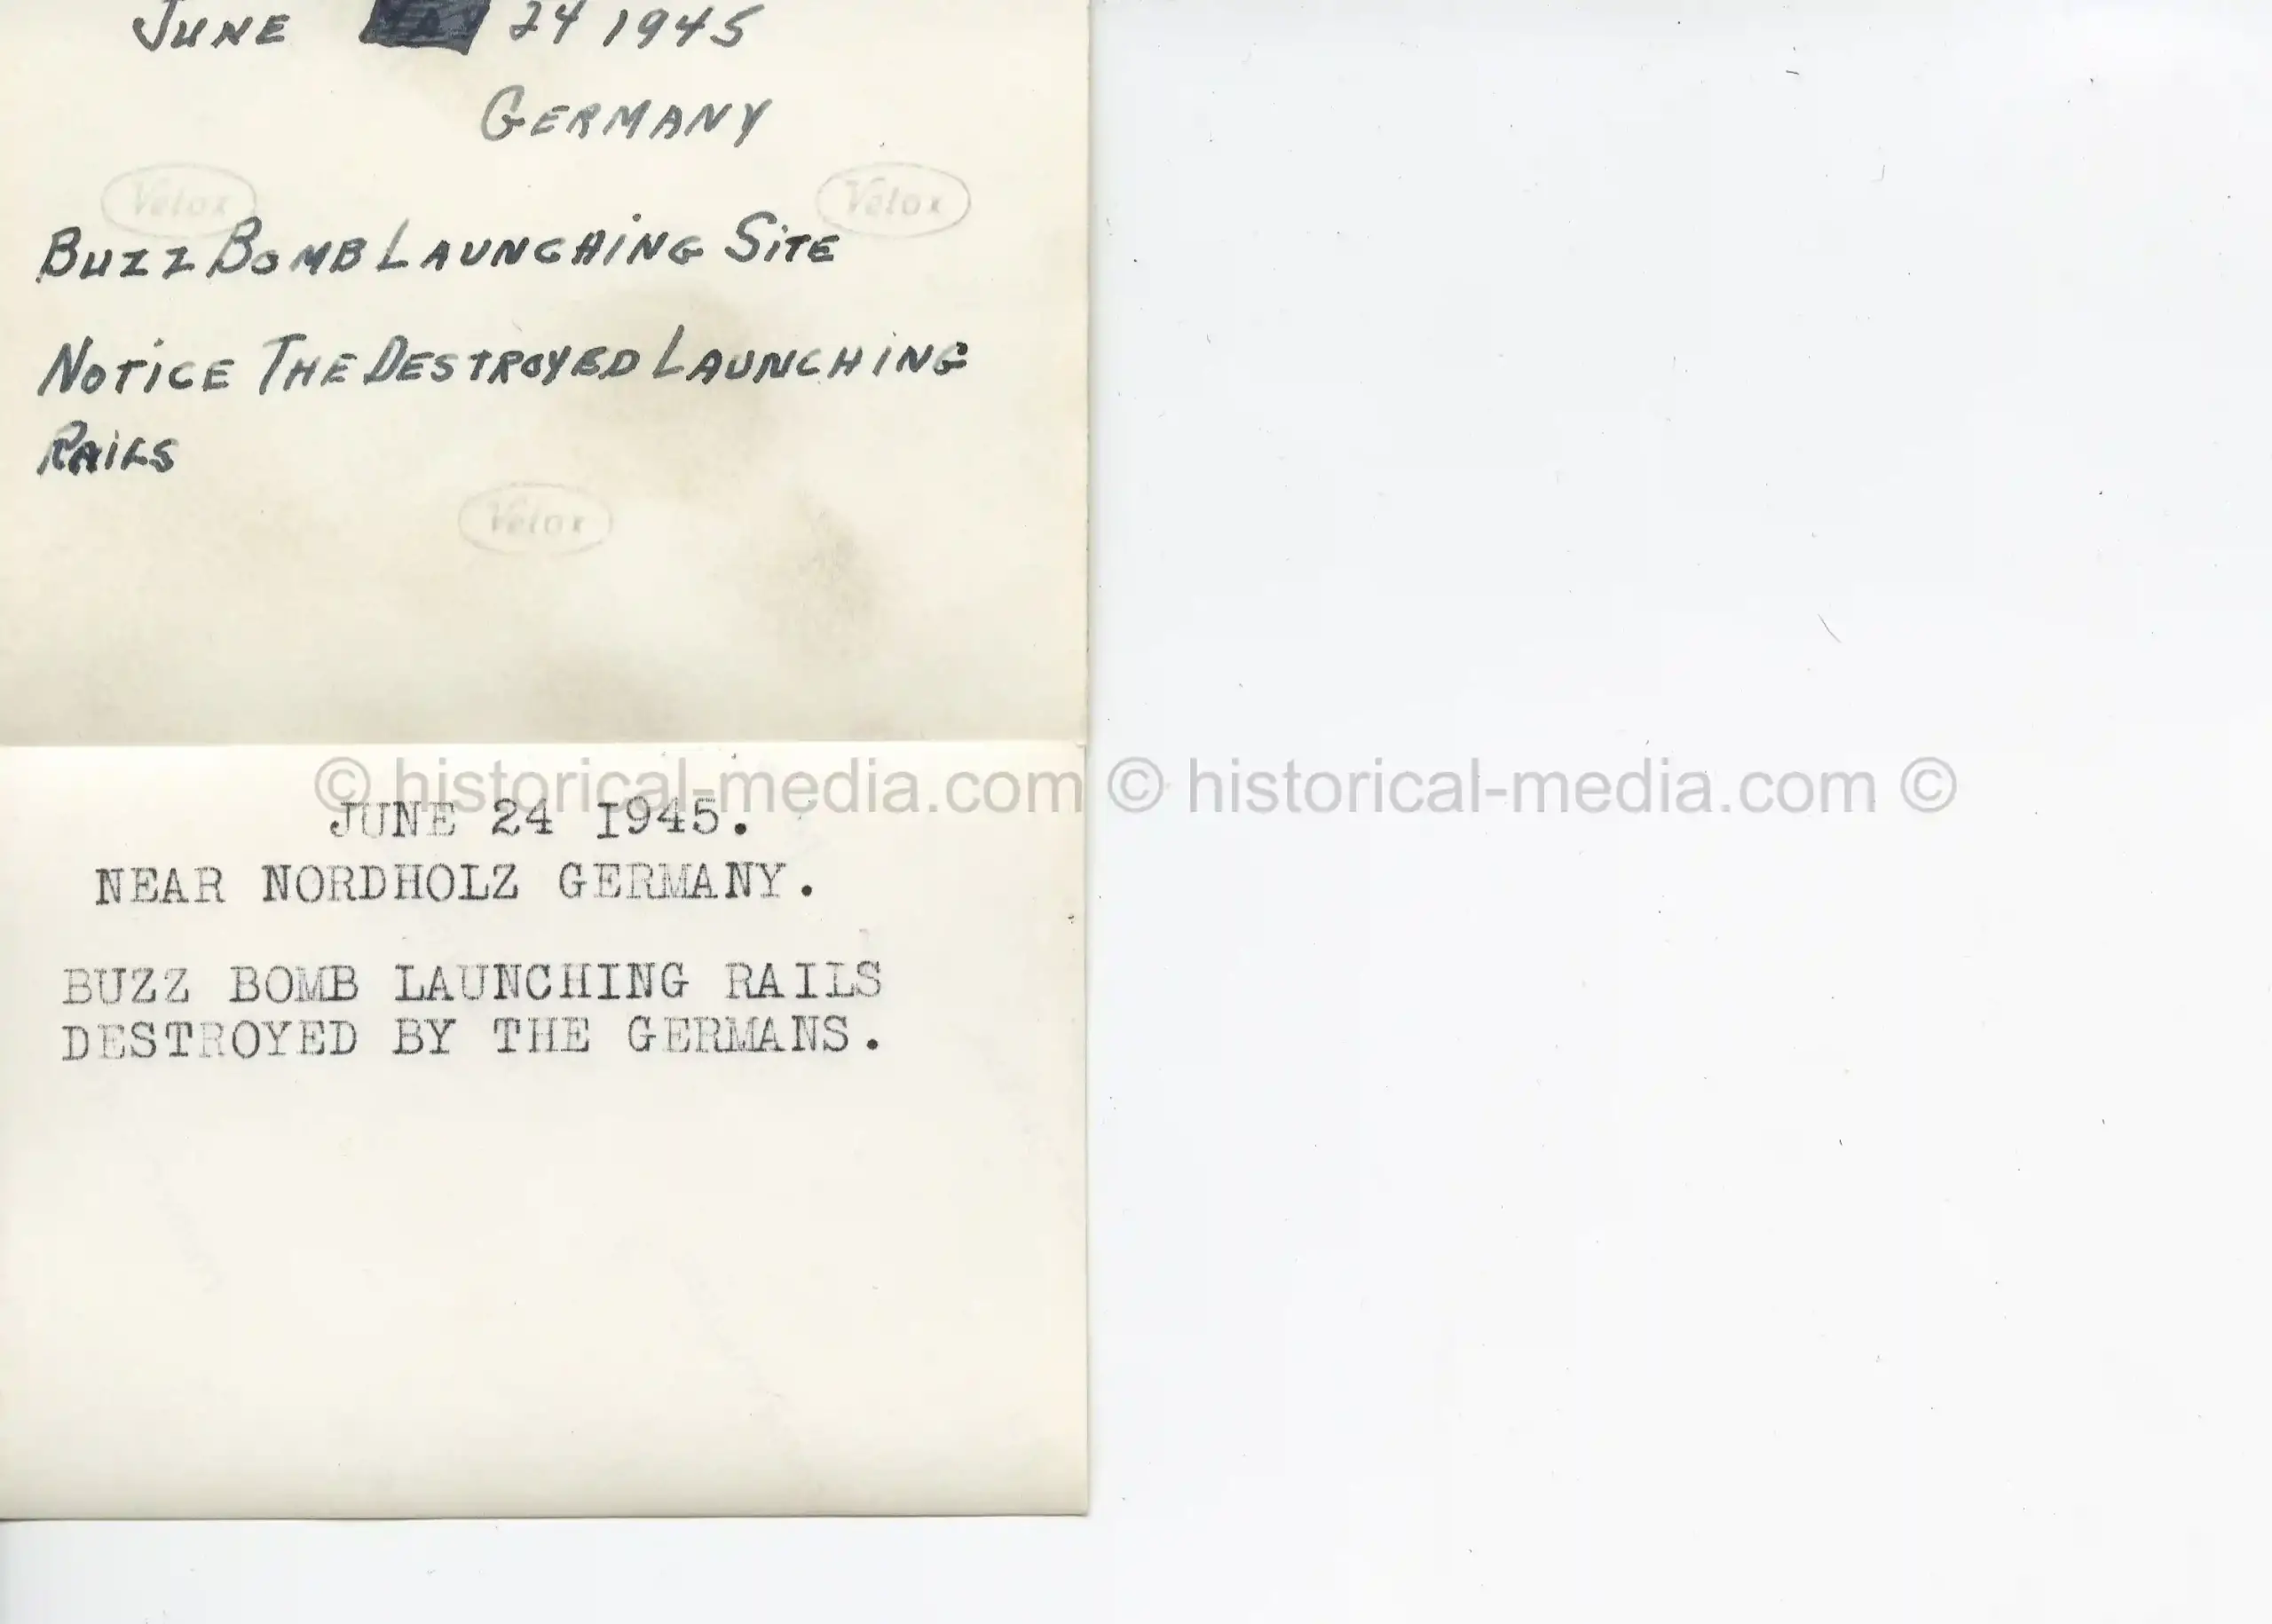 JUNE MAY 24 1945
GERMANY
Velox Velox
BUZZ BOMB LAUNCHING SITE
NOTICE THE DESTROYED LAUNCHING
RAILS
Velox
© historical-media.com © historical-media.com ©
JUNE 24 1945.
NEAR NORDHOLZ GERMANY.
BUZZ BOMB LAUNCHING RAILS
DESTROYED BY THE GERMANS.